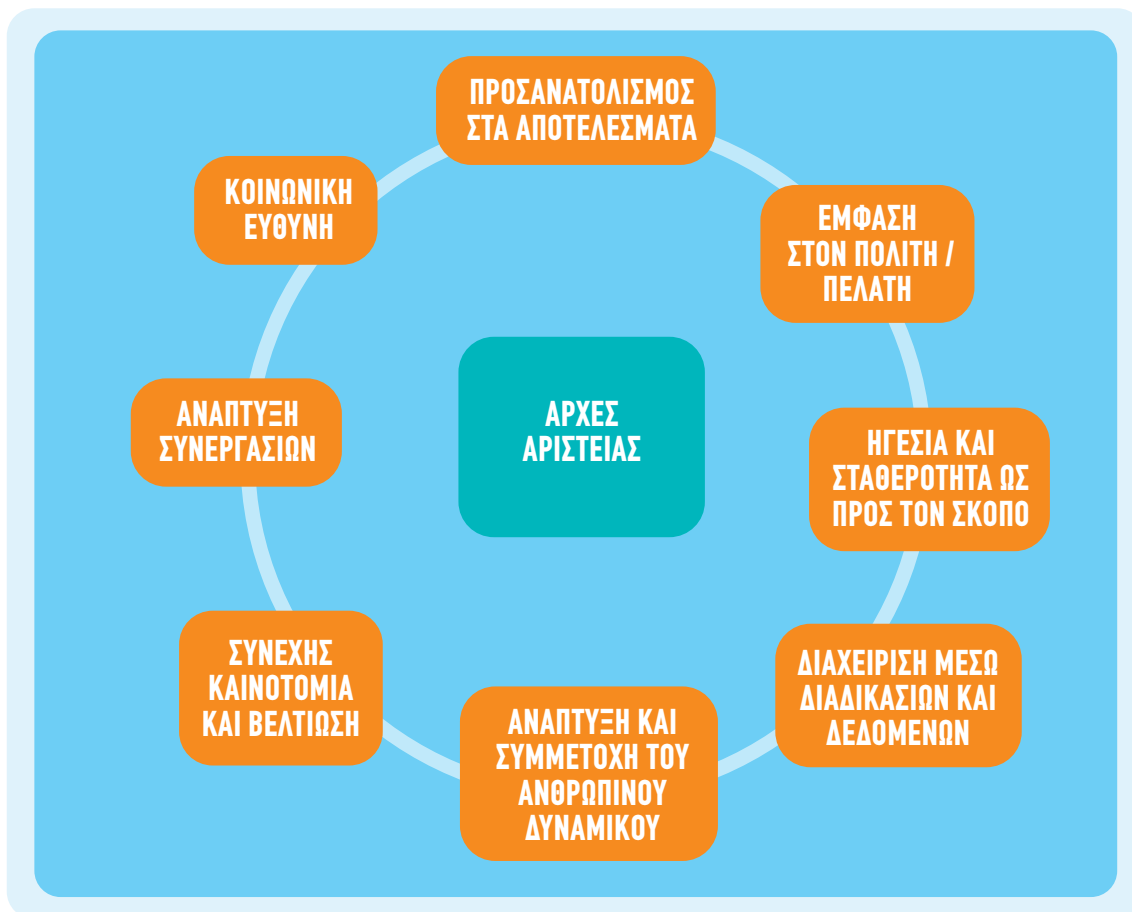 ΠΡΟΣΑΝΑΤΟΛΙΣΜΟΣ
ΣΤΑ ΑΠΟΤΕΛΕΣΜΑΤΑ
ΕΜΦΑΣΗ
ΣΤΟΝ ΠΟΛΙΤΗ /
ΠΕΛΑΤΗ
ΗΓΕΣΙΑ ΚΑΙ
ΣΤΑΘΕΡΟΤΗΤΑ ΩΣ
ΠΡΟΣ ΤΟΝ ΣΚΟΠΟ
ΔΙΑΧΕΙΡΙΣΗ ΜΕΣΩ
ΔΙΑΔΙΚΑΣΙΩΝ ΚΑΙ
ΔΕΔΟΜΕΝΩΝ
ΑΝΑΠΤΥΞΗ ΚΑΙ
ΣΥΜΜΕΤΟΧΗ ΤΟΥ
ΑΝΘΡΩΠΙΝΟΥ
ΔΥΝΑΜΙΚΟΥ
ΣΥΝΕΧΗΣ
ΚΑΙΝΟΤΟΜΙΑ
ΚΑΙ ΒΕΛΤΙΩΣΗ
ΑΝΑΠΤΥΞΗ
ΣΥΝΕΡΓΑΣΙΩΝ
ΚΟΙΝΩΝΙΚΗ
ΕΥΘΥΝΗ
ΑΡΧΕΣ
ΑΡΙΣΤΕΙΑΣ